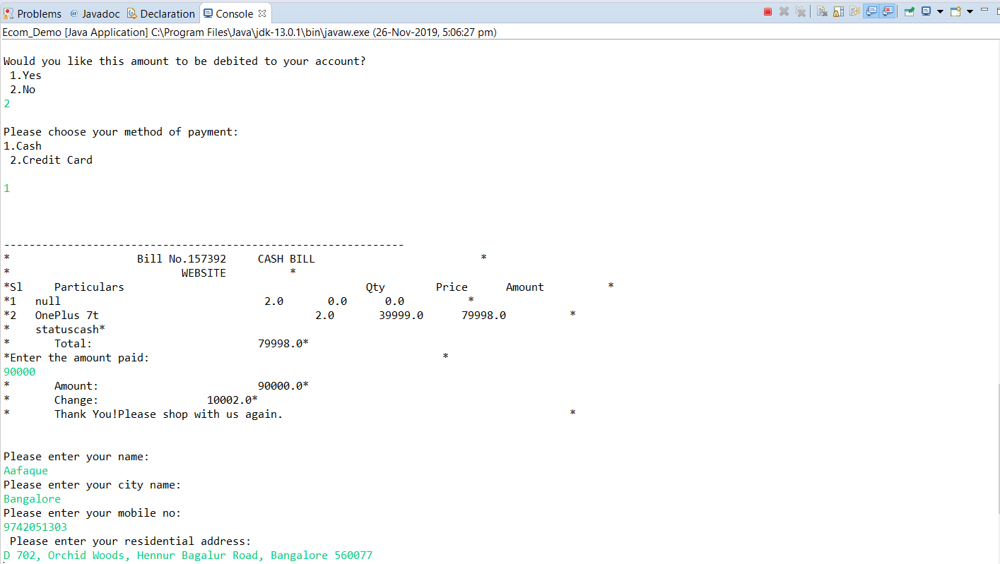 Problems @ Javadoc Declaration Console
Ecom_Demo [Java Application] C:\Program Files\Java\jdk-13.0.1\bin\javaw.exe (26-Nov-2019, 5:06:27 pm)
Would you like this amount to be debited to your account?
1.Yes
2.No
2
Please choose your method of payment:
1.Cash
2.Credit Card
1
---------------------------------------------------------------
* Bill No.157392 CASH BILL *
* WEBSITE *
*Sl Particulars Qty Price Amount *
*1 null 2.0 0.0 0.0 *
*2 OnePlus 7t 2.0 39999.0 79998.0 *
* statuscash*
* Total: 79998.0*
*Enter the amount paid: *
90000
* Amount: 90000.0*
* Change: 10002.0*
* Thank You!Please shop with us again. *
Please enter your name:
Aafaque
Please enter your city name:
Bangalore
Please enter your mobile no:
9742051303
Please enter your residential address:
D 702, Orchid Woods, Hennur Bagalur Road, Bangalore 560077